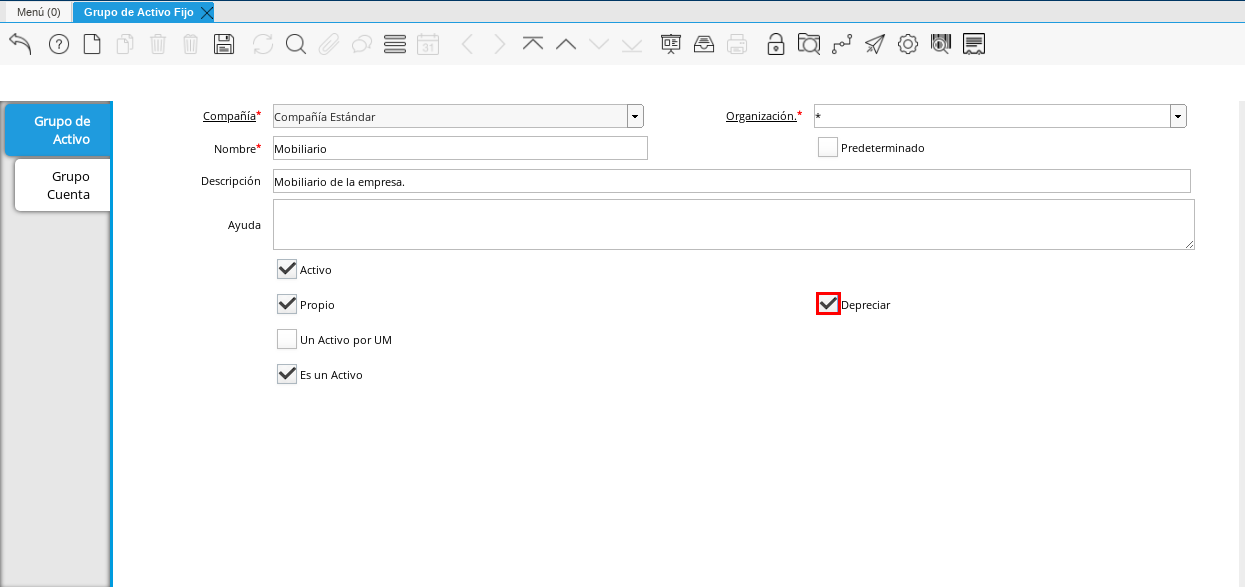 Menú (0)
Grupo de Activo Fijo
31
Grupo de
Activo
Grupo
Cuenta
Compañía* Compañía Estándar Organización.* *
Nombre* Mobiliario Predeterminado
Descripción Mobiliario de la empresa.
Ayuda
Activo
Propio Depreciar
Un Activo por UM
Es un Activo